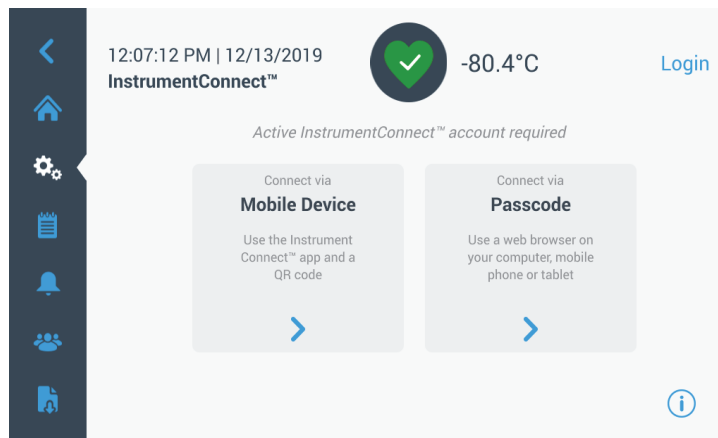 12:07:12 PM | 12/13/2019
InstrumentConnect™
-80.4°C
Login
Active InstrumentConnect™ account required
Connect via
Mobile Device
Use the Instrument
Connect™ app and a
QR code
Connect via
Passcode
Use a web browser on
your computer, mobile
phone or tablet